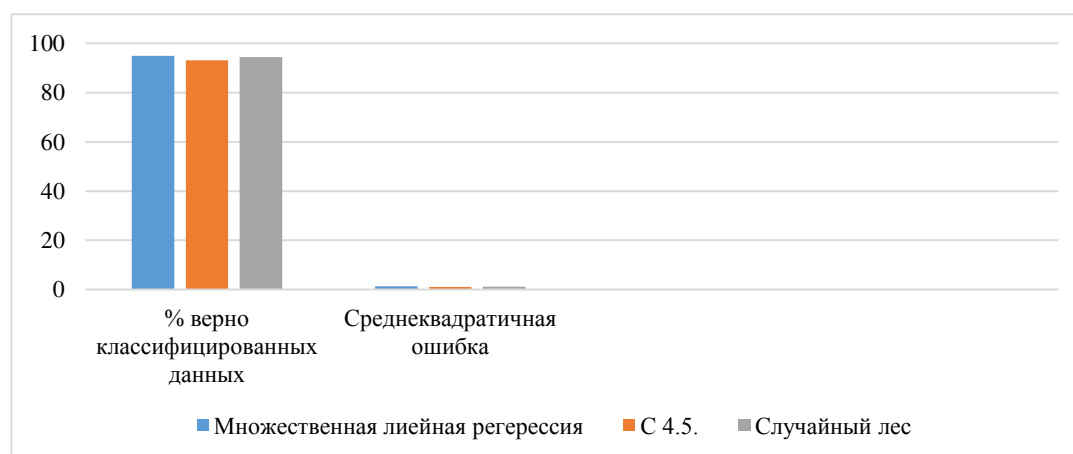 100
80
60
40
20
0
% верно
классифицированных
данных
Среднеквадратичная
ошибка
Множественная лиейная регерессия
С 4.5.
Случайный лес